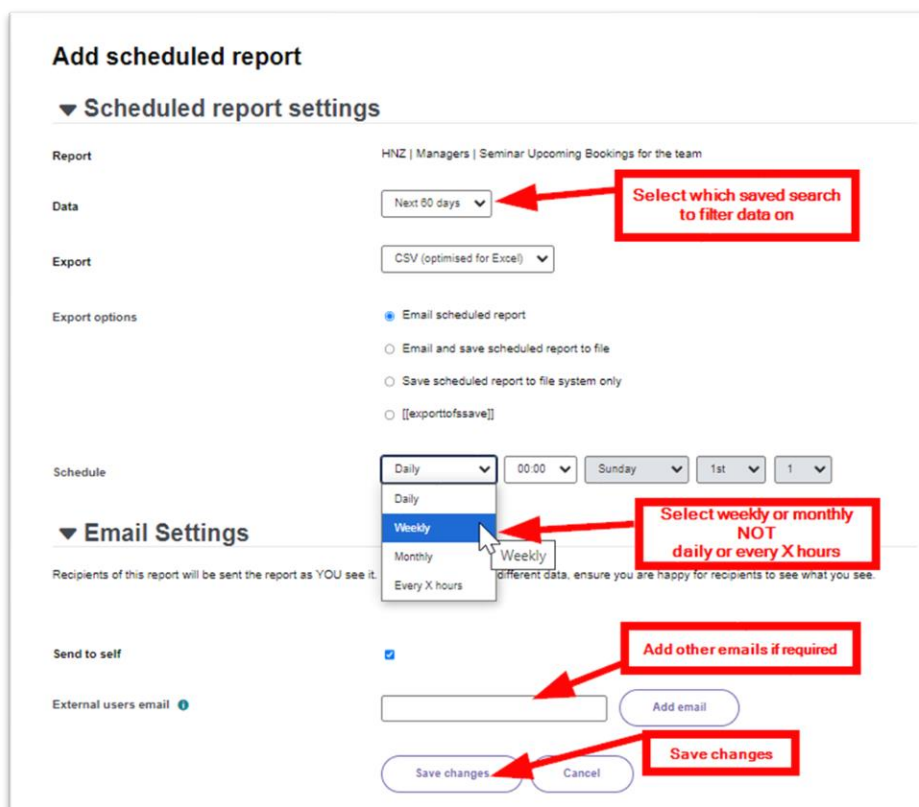 Add scheduled report
Scheduled report settings
Report HNZ | Managers | Seminar Upcoming Bookings for the team
Data Next 60 days
Select which saved search
to filter data on
Export CSV (optimised for Excel)
Export options Email scheduled report
Email and save scheduled report to file
Save scheduled report to file system only
[[exporttofssave]]
Schedule Daily 00:00 Sunday 1st 1
Daily
Weekly
Monthly
Every X hours
Weekly
Select weekly or monthly
NOT
daily or every X hours
Email Settings
Recipients of this report will be sent the report as YOU see it. different data, ensure you are happy for recipients to see what you see.
Send to self
Add other emails if required
External users email Add email
Save changes Cancel
Save changes